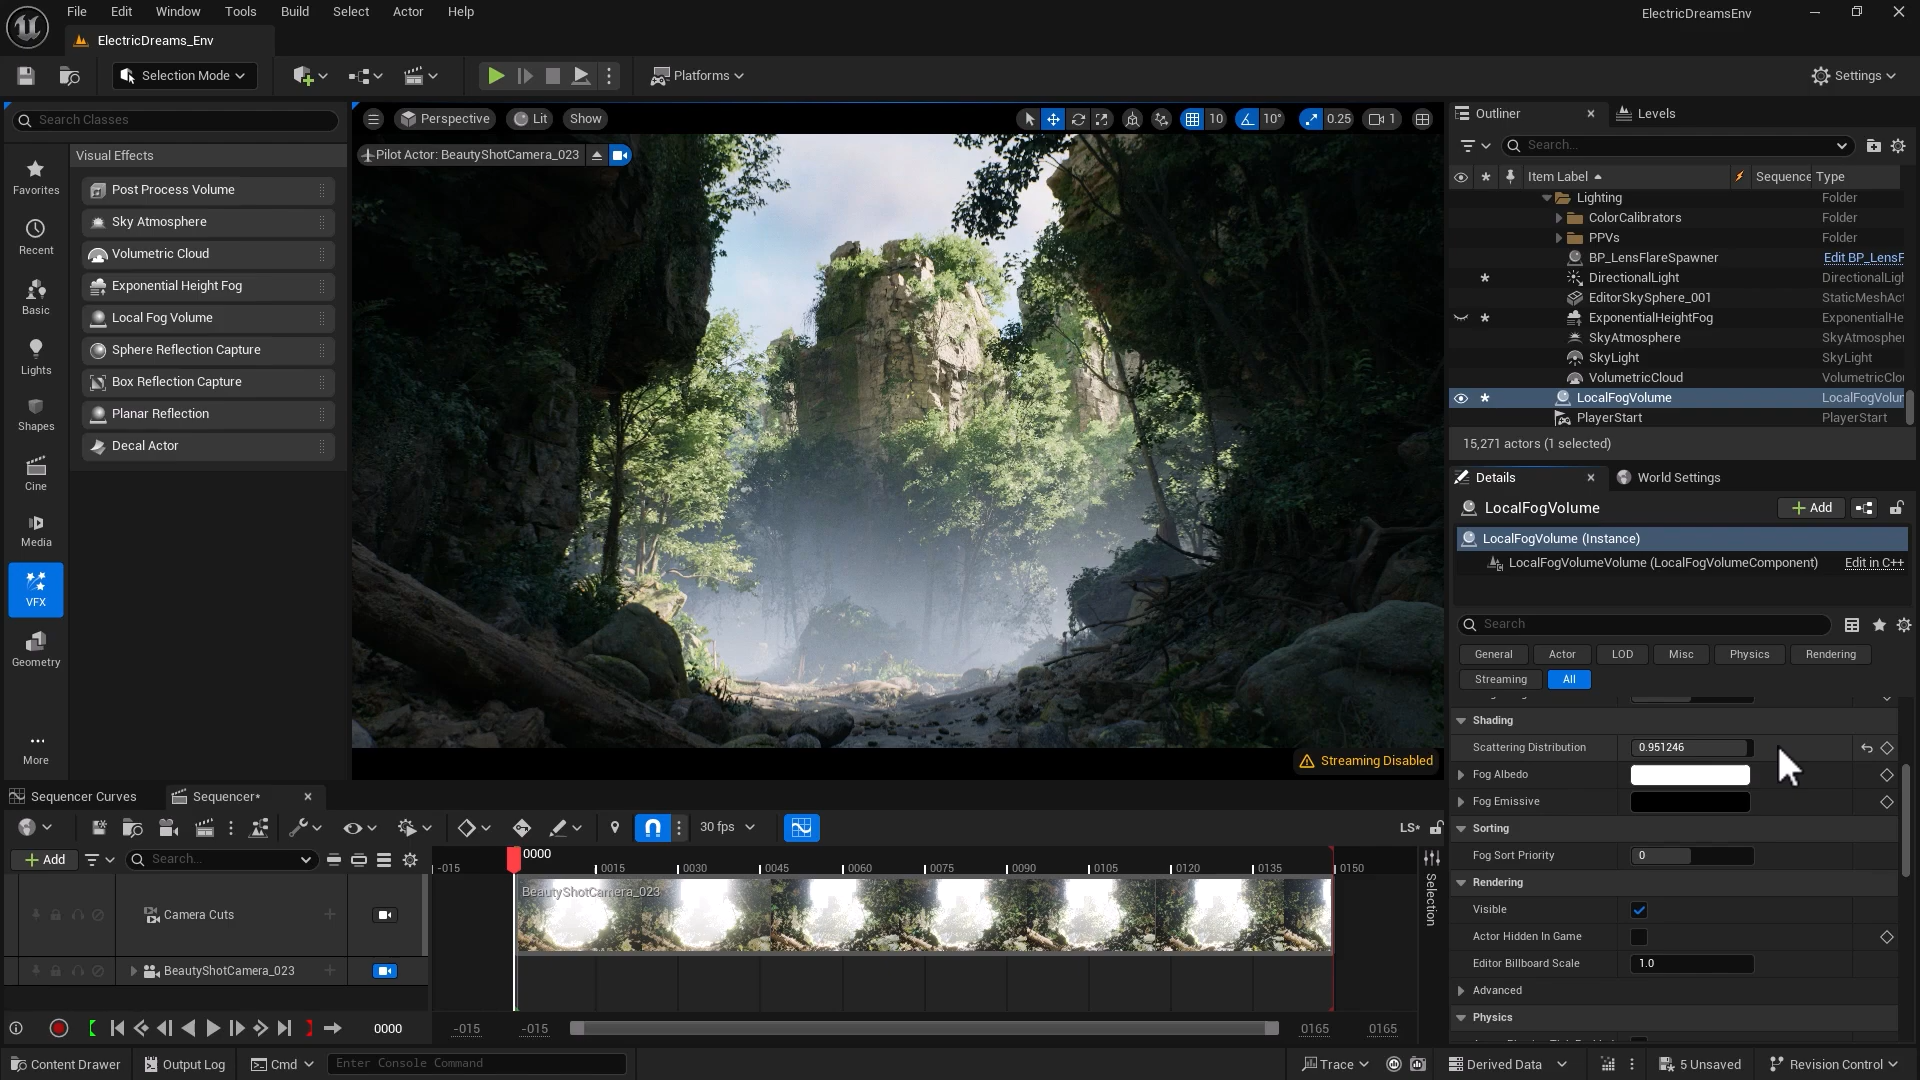 File Edit Window Tools Build Select Actor Help
ElectricDreamsEnv
ElectricDreams_Env
Selection Mode
Platforms
Settings
Search Classes
Visual Effects
Favorites
Recent
Basic
Lights
Shapes
Cine
Media
VFX
Geometry
More
Post Process Volume
Sky Atmosphere
Volumetric Cloud
Exponential Height Fog
Local Fog Volume
Sphere Reflection Capture
Box Reflection Capture
Planar Reflection
Decal Actor
Perspective Lit Show
10 10° 0.25 1
Pilot Actor: BeautyShotCamera_023
Streaming Disabled
Outliner Levels
Search...
Item Label Sequence Type
Lighting Folder
ColorCalibrators Folder
PPVs Folder
BP_LensFlareSpawner Edit BP_LensF
DirectionalLight DirectionalLigh
EditorSkySphere_001 StaticMeshAct
ExponentialHeightFog ExponentialHe
SkyAtmosphere SkyAtmospher
SkyLight SkyLight
VolumetricCloud VolumetricClou
LocalFogVolume LocalFogVolum
PlayerStart PlayerStart
15,271 actors (1 selected)
Details World Settings
LocalFogVolume Add
LocalFogVolume (Instance)
LocalFogVolumeVolume (LocalFogVolumeComponent) Edit in C++
Search
General Actor LOD Misc Physics Rendering
Streaming All
Shading
Scattering Distribution 0.951246
Fog Albedo
Fog Emissive
Sorting
Fog Sort Priority 0
Rendering
Visible
Actor Hidden In Game
Editor Billboard Scale 1.0
Advanced
Physics
Sequencer Curves Sequencer*
30 fps LS*
Add Search...
0000
-015 0015 0030 0045 0060 0075 0090 0105 0120 0135 0150
BeautyShotCamera_023
Camera Cuts
BeautyShotCamera_023
Selection
0000 -015 -015 0165 0165
Content Drawer Output Log Cmd Enter Console Command Trace Derived Data 5 Unsaved Revision Control